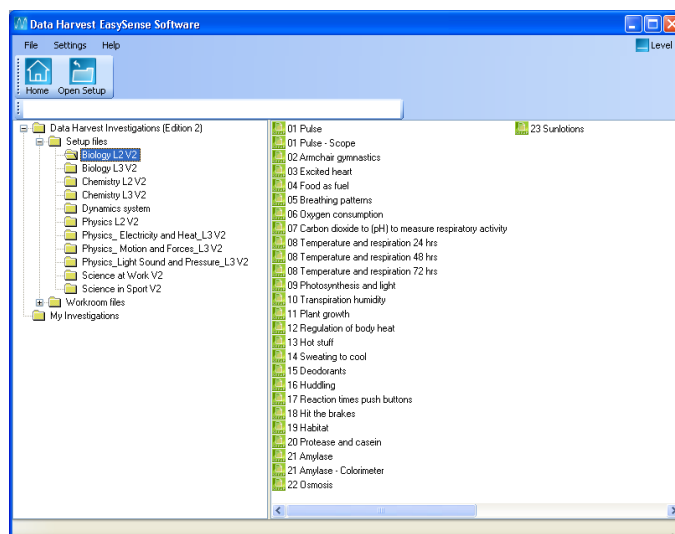 Data Harvest EasySense Software
File Settings Help
Level
Home Open Setup
Data Harvest Investigations (Edition 2)
Setup files
Biology L2 V2
Biology L3 V2
Chemistry L2 V2
Chemistry L3 V2
Dynamics system
Physics L2 V2
Physics_ Electricity and Heat_L3 V2
Physics_ Motion and Forces_L3 V2
Physics_Light Sound and Pressure_L3 V2
Science at Work V2
Science in Sport V2
Workroom files
My Investigations
01 Pulse
01 Pulse - Scope
02 Armchair gymnastics
03 Excited heart
04 Food as fuel
05 Breathing patterns
06 Oxygen consumption
07 Carbon dioxide to (pH) to measure respiratory activity
08 Temperature and respiration 24 hrs
08 Temperature and respiration 48 hrs
08 Temperature and respiration 72 hrs
09 Photosynthesis and light
10 Transpiration humidity
11 Plant growth
12 Regulation of body heat
13 Hot stuff
14 Sweating to cool
15 Deodorants
16 Huddling
17 Reaction times push buttons
18 Hit the brakes
19 Habitat
20 Protease and casein
21 Amylase
21 Amylase - Colorimeter
22 Osmosis
23 Sunlotions